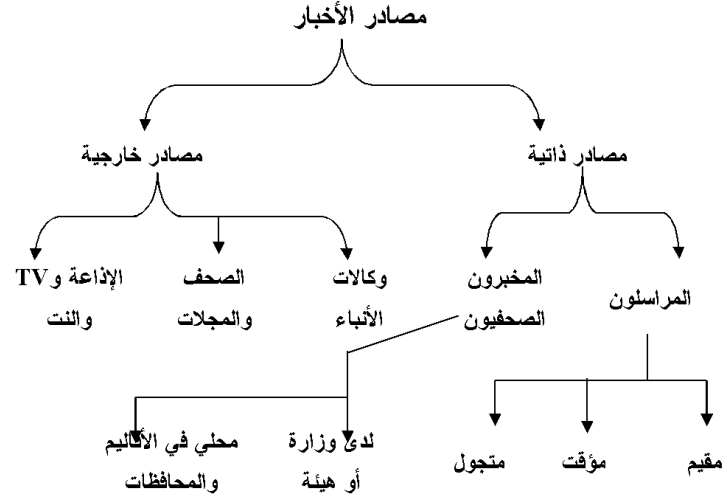 مصادر الأخبار
مصادر ذاتية
مصادر خارجية
المراسلون
المخبرون
الصحفيون
وكالات
الأنباء
الصحف
والمجلات
الإذاعة وTV
والنت
مقيم
مؤقت
متجول
لدى وزارة
أو هيئة
محلي في الأقاليم
والمحافظات